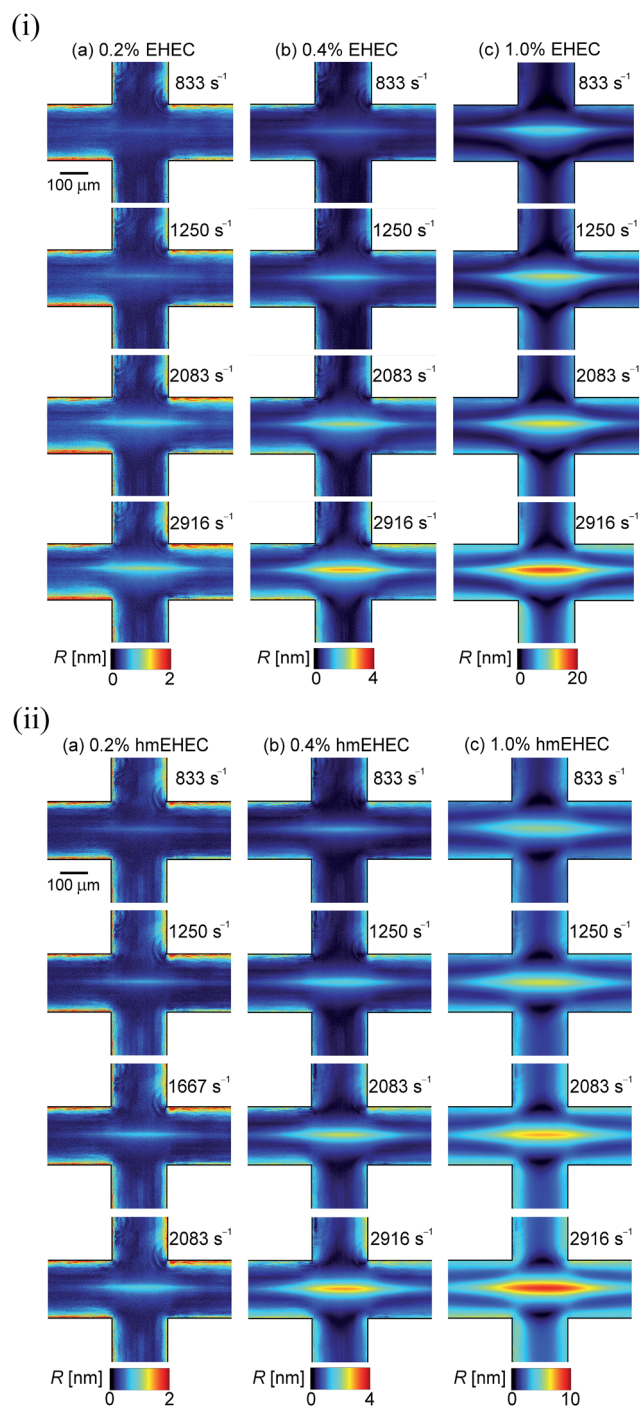 (i)
(a) 0.2% EHEC (b) 0.4% EHEC (c) 1.0% EHEC
833 s⁻¹ 833 s⁻¹ 833 s⁻¹
100 μm
1250 s⁻¹ 1250 s⁻¹ 1250 s⁻¹
2083 s⁻¹ 2083 s⁻¹ 2083 s⁻¹
2916 s⁻¹ 2916 s⁻¹ 2916 s⁻¹
R [nm] R [nm] R [nm]
0 2 0 4 0 20
(ii)
(a) 0.2% hmEHEC (b) 0.4% hmEHEC (c) 1.0% hmEHEC
833 s⁻¹ 833 s⁻¹ 833 s⁻¹
100 μm
1250 s⁻¹ 1250 s⁻¹ 1250 s⁻¹
1667 s⁻¹ 2083 s⁻¹ 2083 s⁻¹
2083 s⁻¹ 2916 s⁻¹ 2916 s⁻¹
R [nm] R [nm] R [nm]
0 2 0 4 0 10